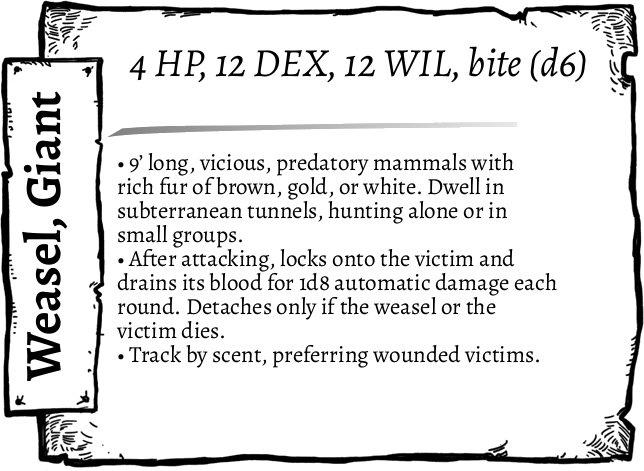 Weasel, Giant
4 HP, 12 DEX, 12 WIL, bite (d6)
• 9’ long, vicious, predatory mammals with
rich fur of brown, gold, or white. Dwell in
subterranean tunnels, hunting alone or in
small groups.
• After attacking, locks onto the victim and
drains its blood for 1d8 automatic damage each
round. Detaches only if the weasel or the
victim dies.
• Track by scent, preferring wounded victims.